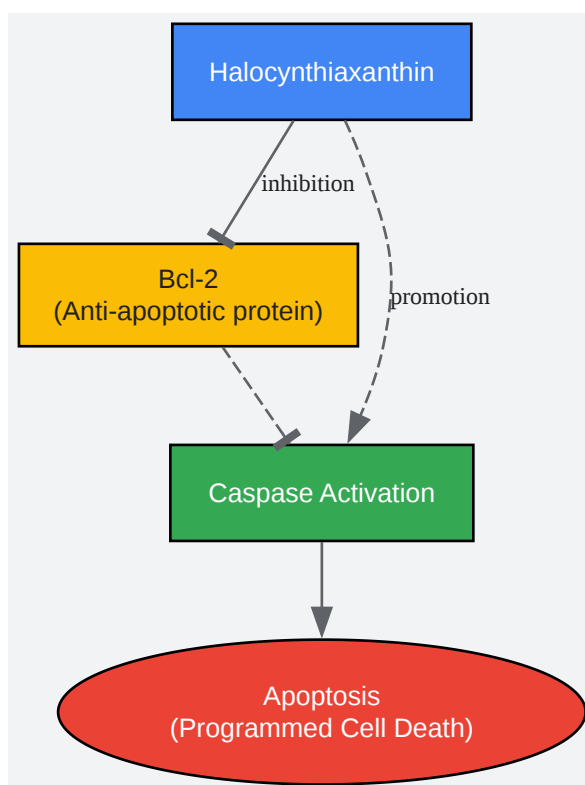 Halocynthiaxanthin
inhibition
Bcl-2
(Anti-apoptotic protein)
promotion
Caspase Activation
Apoptosis
(Programmed Cell Death)